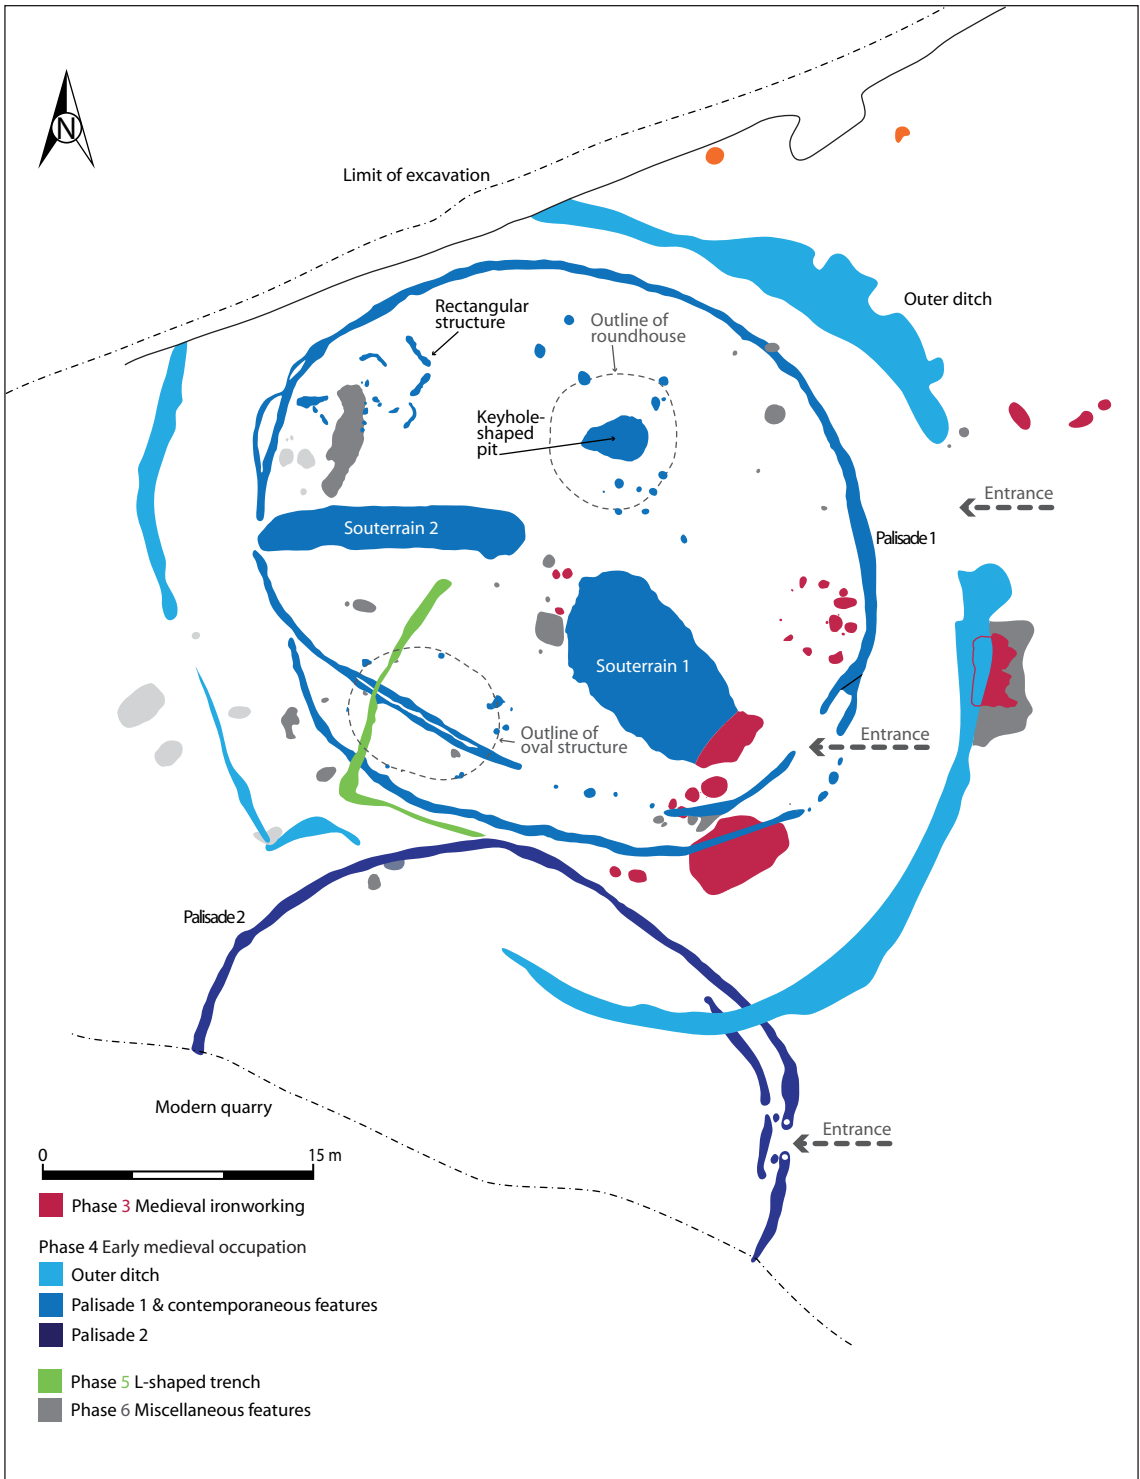 N
Limit of excavation
Outer ditch
Rectangular
structure
Outline of
roundhouse
Keyhole-
shaped
pit
Entrance
Souterrain 2
Palisade 1
Souterrain 1
Entrance
Outline of
oval structure
Palisade 2
Modern quarry
Entrance
0 15 m
Phase 3 Medieval ironworking
Phase 4 Early medieval occupation
Outer ditch
Palisade 1 & contemporaneous features
Palisade 2
Phase 5 L-shaped trench
Phase 6 Miscellaneous features